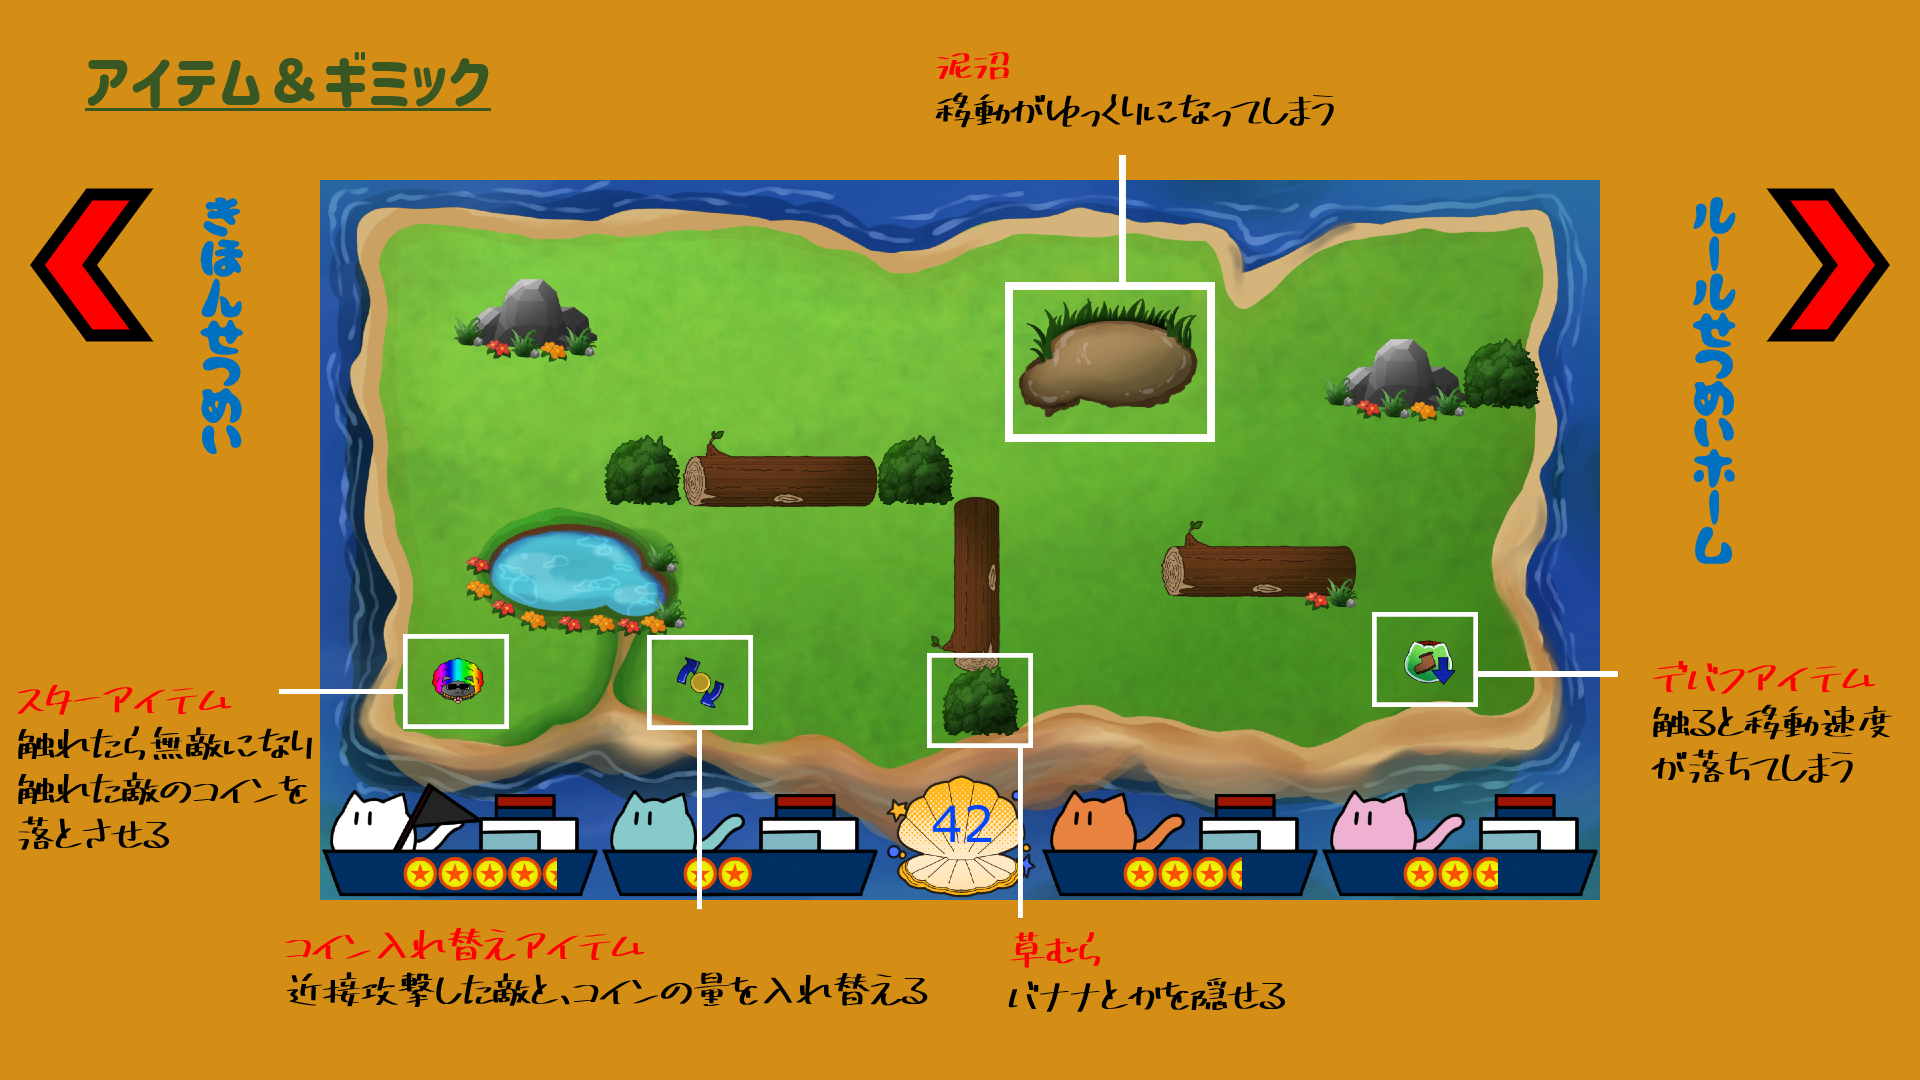 アイテム＆ギミック
泥沼
移動がゆっくりになってしまう
きほんせつめい
ルールせつめいホーム
スターアイテム
触れたら無敵になり
触れた敵のコインを
落とさせる
デバフアイテム
触ると移動速度
が落ちてしまう
42
コイン入れ替えアイテム
近接攻撃した敵と、コインの量を入れ替える
草むら
バナナとかを隠せる